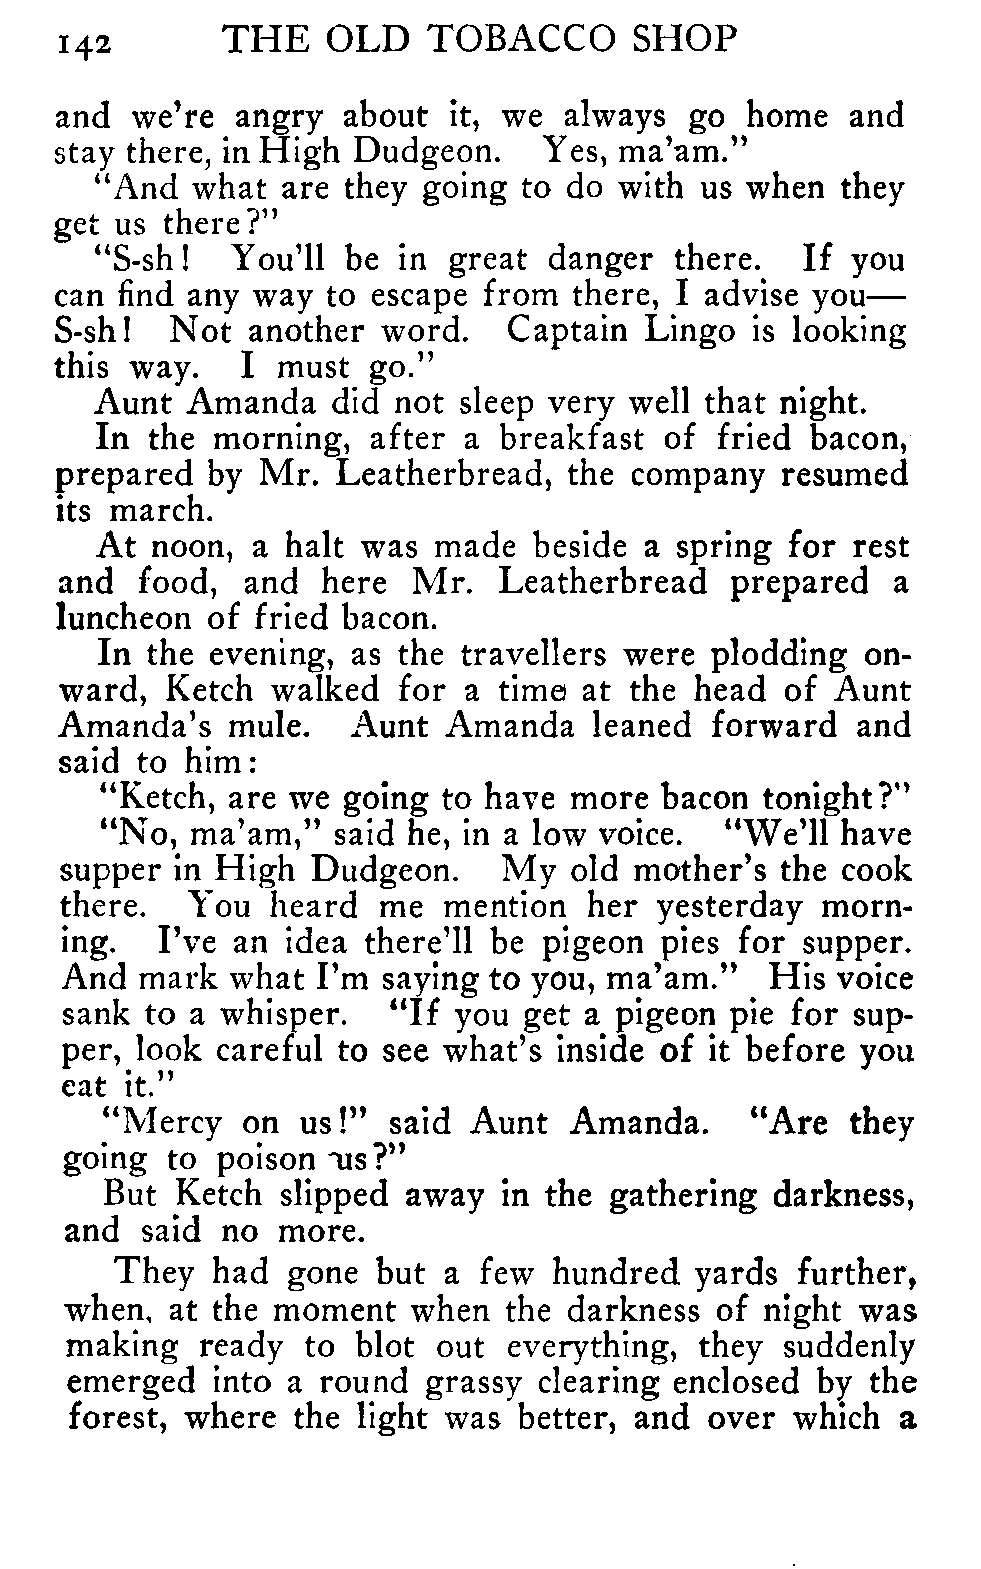 142 THE OLD TOBACCO SHOP
and we're angry about it, we always go home and
stay there, in High Dudgeon. Yes, ma'am."
"And what are they going to do with us when they
get us there?"
"S-sh! You'll be in great danger there. If you
can find any way to escape from there, I advise you—
S-sh! Not another word. Captain Lingo is looking
this way. I must go."
Aunt Amanda did not sleep very well that night.
In the morning, after a breakfast of fried bacon,
prepared by Mr. Leatherbread, the company resumed
its march.
At noon, a halt was made beside a spring for rest
and food, and here Mr. Leatherbread prepared a
luncheon of fried bacon.
In the evening, as the travellers were plodding on-
ward, Ketch walked for a time at the head of Aunt
Amanda's mule. Aunt Amanda leaned forward and
said to him:
"Ketch, are we going to have more bacon tonight?"
"No, ma'am," said he, in a low voice. "We'll have
supper in High Dudgeon. My old mother's the cook
there. You heard me mention her yesterday morn-
ing. I've an idea there'll be pigeon pies for supper.
And mark what I'm saying to you, ma'am." His voice
sank to a whisper. "If you get a pigeon pie for sup-
per, look careful to see what's inside of it before you
eat it."
"Mercy on us!" said Aunt Amanda. "Are they
going to poison us?"
But Ketch slipped away in the gathering darkness,
and said no more.
They had gone but a few hundred yards further,
when, at the moment when the darkness of night was
making ready to blot out everything, they suddenly
emerged into a round grassy clearing enclosed by the
forest, where the light was better, and over which a